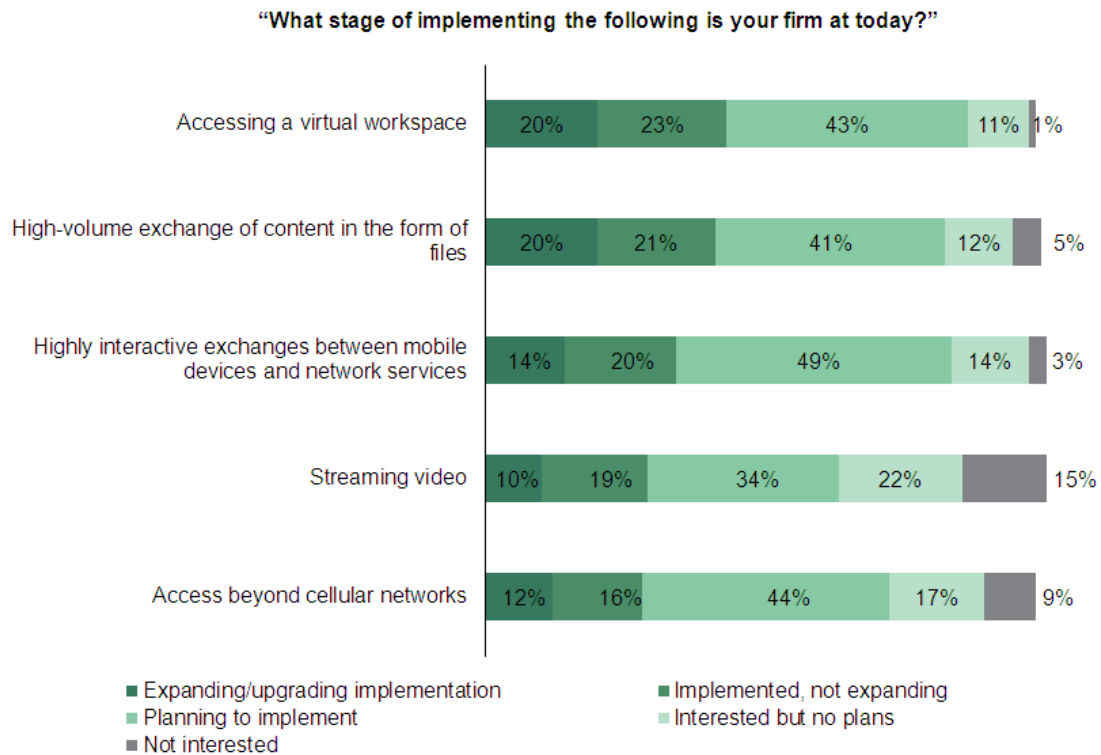 “What stage of implementing the following is your firm at today?”
Accessing a virtual workspace
20% 23% 43% 11% 1%
High-volume exchange of content in the form of
files
20% 21% 41% 12% 5%
Highly interactive exchanges between mobile
devices and network services
14% 20% 49% 14% 3%
Streaming video
10% 19% 34% 22% 15%
Access beyond cellular networks
12% 16% 44% 17% 9%
Expanding/upgrading implementation
Implemented, not expanding
Planning to implement
Interested but no plans
Not interested